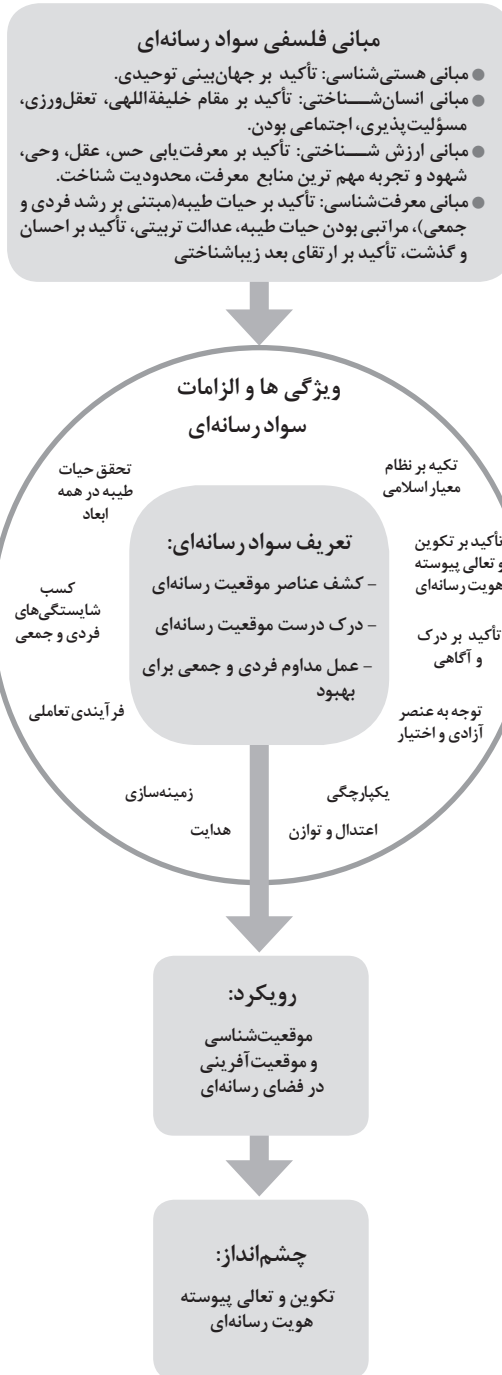 مبانی فلسفی سواد رسانه‌ای
● مبانی هستی‌شناسی: تأکید بر جهان‌بینی توحیدی.
● مبانی انسان‌شـــناختی: تأکید بر مقام خلیفةاللهی، تعقل‌ورزی،
مسؤلیت‌پذیری، اجتماعی بودن.
● مبانی ارزش شـــناختی: تأکید بر معرفت‌یابی حس، عقل، وحی،
شهود و تجربه مهم ترین منابع معرفت، محدودیت شناخت.
● مبانی معرفت‌شناسی: تأکید بر حیات طیبه(مبتنی بر رشد فردی و
جمعی)، مراتبی بودن حیات طیبه، عدالت تربیتی، تأکید بر احسان
و گذشت، تأکید بر ارتقای بعد زیباشناختی
ویژگی ها و الزامات
سواد رسانه‌ای
تکیه بر نظام
معیار اسلامی
تأکید بر تکوین
و تعالی پیوسته
هویت رسانه‌ای
تأکید بر درک
و آگاهی
توجه به عنصر
آزادی و اختیار
یکپارچگی
اعتدال و توازن
تحقق حیات
طیبه در همه
ابعاد
کسب
شایستگی‌های
فردی و جمعی
فرآیندی تعاملی
زمینه‌سازی
هدایت
تعریف سواد رسانه‌ای:
– کشف عناصر موقعیت رسانه‌ای
– درک درست موقعیت رسانه‌ای
– عمل مداوم فردی و جمعی برای
بهبود
رویکرد:
موقعیت‌شناسی
و موقعیت‌آفرینی
در فضای رسانه‌ای
چشم‌انداز:
تکوین و تعالی پیوسته
هویت رسانه‌ای